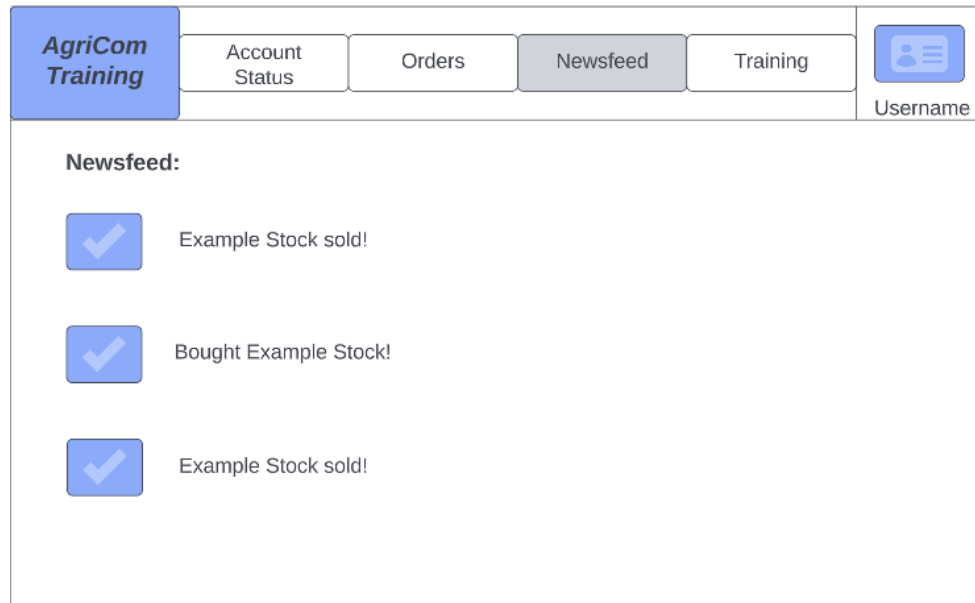 AgriCom
Training
Account
Status
Orders
Newsfeed
Training
Username
Newsfeed:
Example Stock sold!
Bought Example Stock!
Example Stock sold!